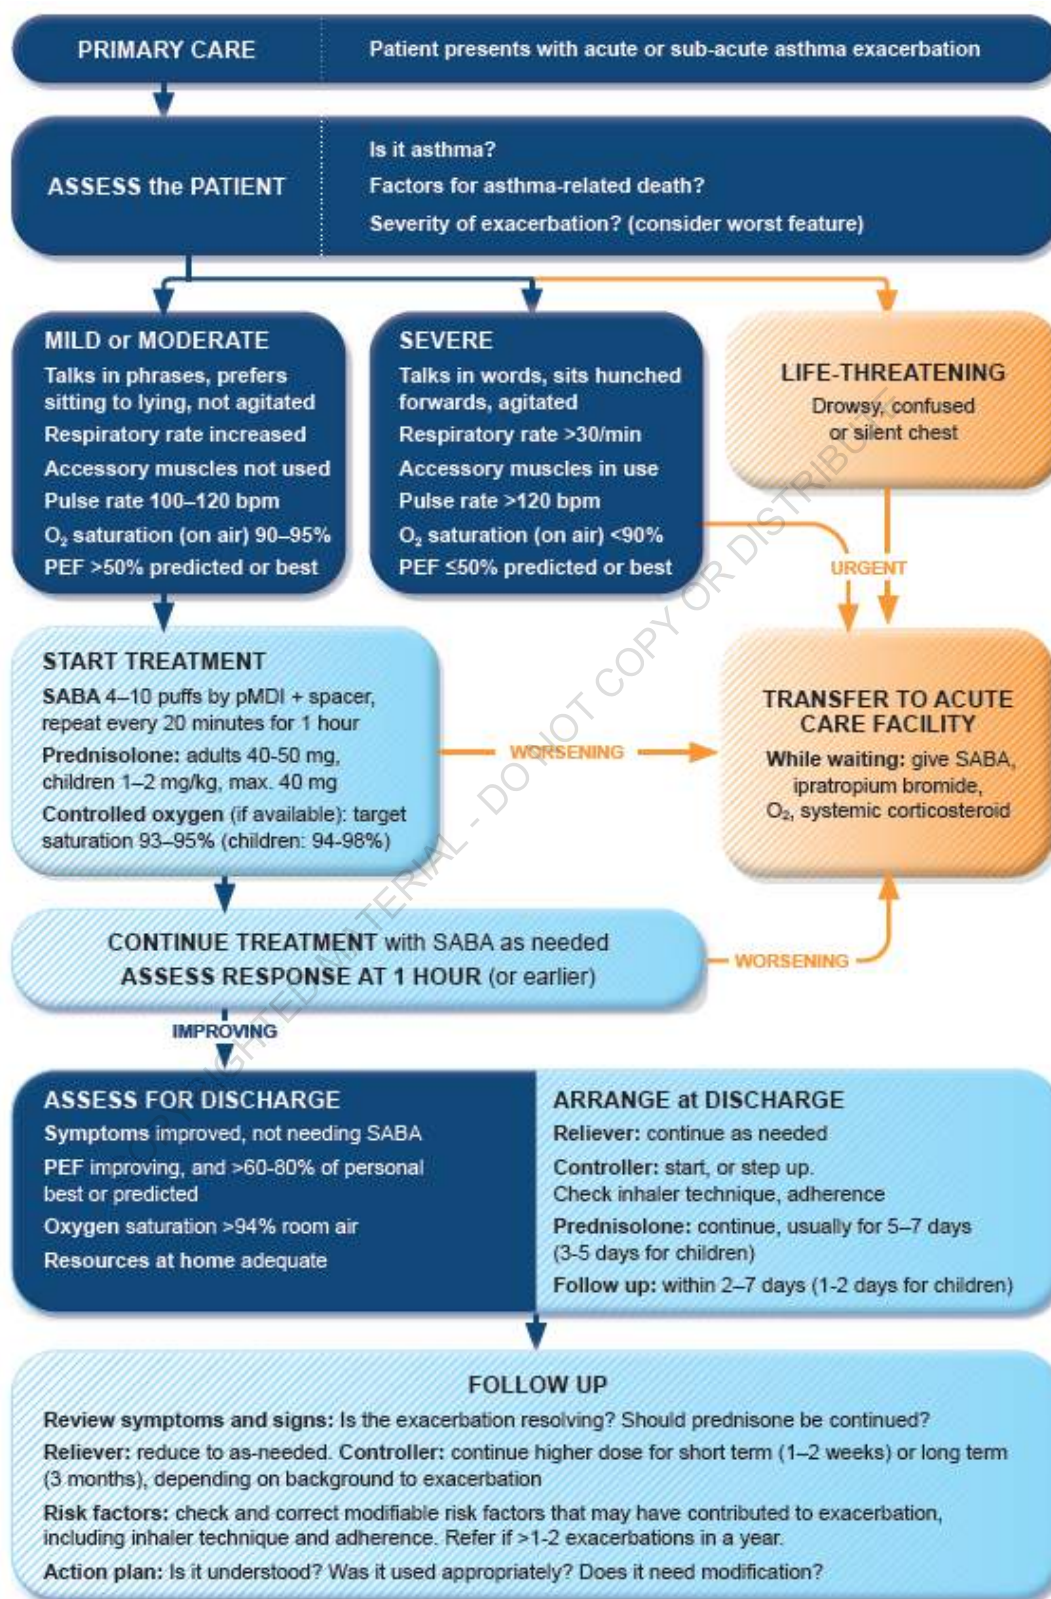 PRIMARY CARE
Patient presents with acute or sub-acute asthma exacerbation
ASSESS the PATIENT
Is it asthma?
Factors for asthma-related death?
Severity of exacerbation? (consider worst feature)
MILD or MODERATE
Talks in phrases, prefers
sitting to lying, not agitated
Respiratory rate increased
Accessory muscles not used
Pulse rate 100–120 bpm
O₂ saturation (on air) 90–95%
PEF >50% predicted or best
SEVERE
Talks in words, sits hunched
forwards, agitated
Respiratory rate >30/min
Accessory muscles in use
Pulse rate >120 bpm
O₂ saturation (on air) <90%
PEF ≤50% predicted or best
LIFE-THREATENING
Drowsy, confused
or silent chest
URGENT
START TREATMENT
SABA 4–10 puffs by pMDI + spacer,
repeat every 20 minutes for 1 hour
Prednisolone: adults 40-50 mg,
children 1–2 mg/kg, max. 40 mg
Controlled oxygen (if available): target
saturation 93–95% (children: 94-98%)
WORSENING
TRANSFER TO ACUTE
CARE FACILITY
While waiting: give SABA,
ipratropium bromide,
O₂, systemic corticosteroid
CONTINUE TREATMENT with SABA as needed
ASSESS RESPONSE AT 1 HOUR (or earlier)
WORSENING
IMPROVING
ASSESS FOR DISCHARGE
Symptoms improved, not needing SABA
PEF improving, and >60-80% of personal
best or predicted
Oxygen saturation >94% room air
Resources at home adequate
ARRANGE at DISCHARGE
Reliever: continue as needed
Controller: start, or step up.
Check inhaler technique, adherence
Prednisolone: continue, usually for 5–7 days
(3-5 days for children)
Follow up: within 2–7 days (1-2 days for children)
FOLLOW UP
Review symptoms and signs: Is the exacerbation resolving? Should prednisone be continued?
Reliever: reduce to as-needed. Controller: continue higher dose for short term (1–2 weeks) or long term
(3 months), depending on background to exacerbation
Risk factors: check and correct modifiable risk factors that may have contributed to exacerbation,
including inhaler technique and adherence. Refer if >1-2 exacerbations in a year.
Action plan: Is it understood? Was it used appropriately? Does it need modification?
COPYRIGHTED MATERIAL - DO NOT COPY OR DISTRIBUTE